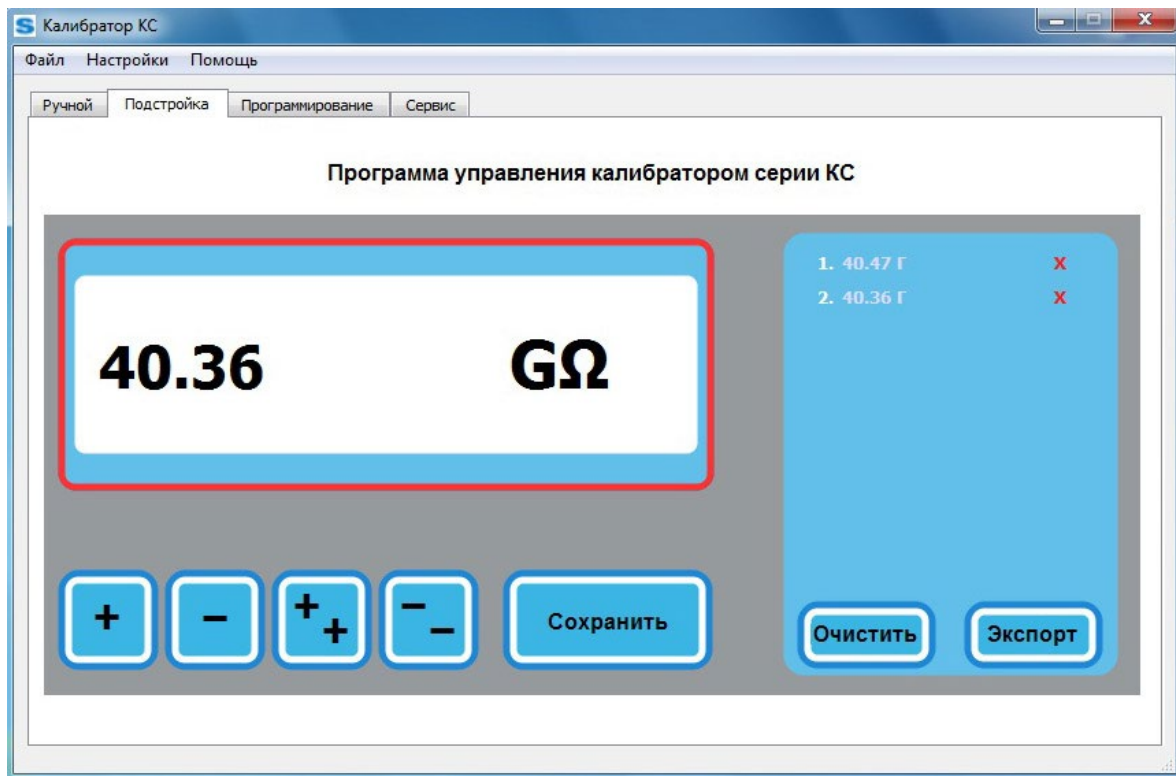 S Калибратор КС
Файл Настройки Помощь
Ручной Подстройка Программирование Сервис
Программа управления калибратором серии КС
40.36 GΩ
1. 40.47 Г X
2. 40.36 Г X
+ - ++ -- Сохранить
Очистить Экспорт